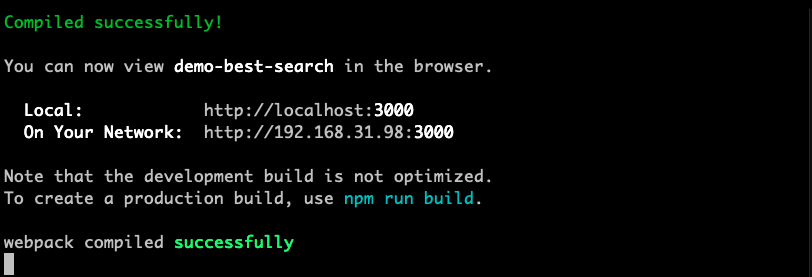 Compiled successfully!
You can now view demo-best-search in the browser.
Local: http://localhost:3000
On Your Network: http://192.168.31.98:3000
Note that the development build is not optimized.
To create a production build, use npm run build.
webpack compiled successfully